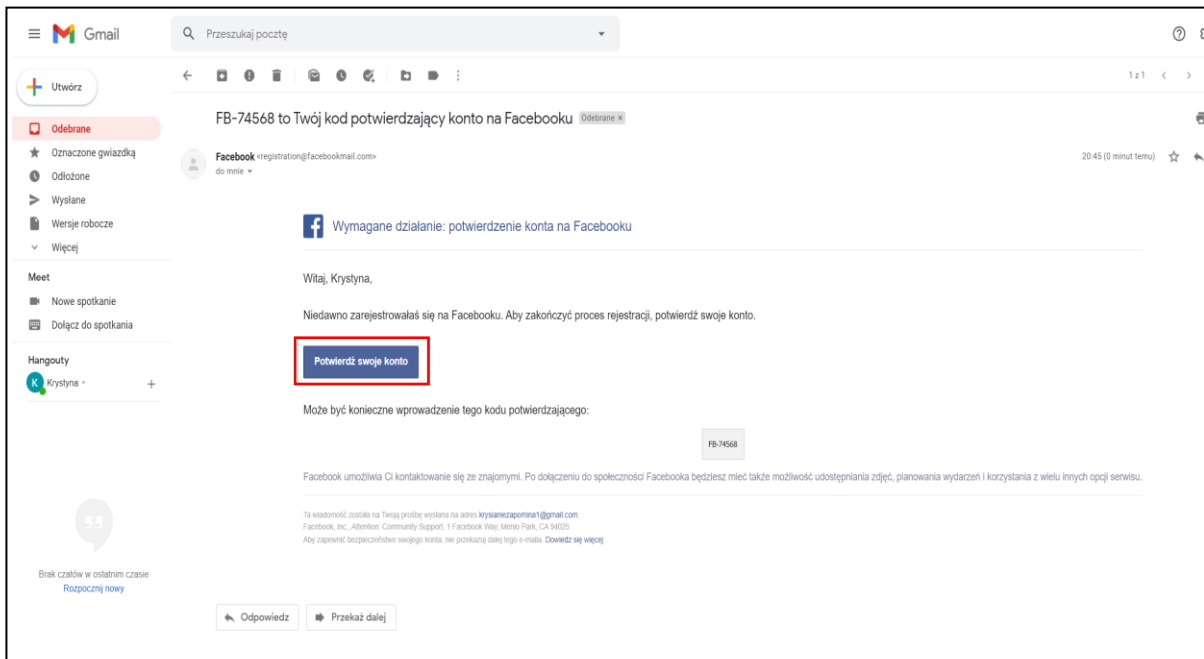 Gmail
Przeszukaj pocztę
Utwórz
1 z 1
FB-74568 to Twój kod potwierdzający konto na Facebooku Odebrane ×
Odebrane
Oznaczone gwiazdką
Odłożone
Wysłane
Wersje robocze
Więcej
Facebook <registration@facebookmail.com>
20:45 (0 minut temu)
do mnie
Wymagane działanie: potwierdzenie konta na Facebooku
Meet
Nowe spotkanie
Dołącz do spotkania
Hangouty
K Krystyna
Witaj, Krystyna,
Niedawno zarejestrowałaś się na Facebooku. Aby zakończyć proces rejestracji, potwierdź swoje konto.
Potwierdź swoje konto
Może być konieczne wprowadzenie tego kodu potwierdzającego:
FB-74568
Facebook umożliwia Ci kontaktowanie się ze znajomymi. Po dołączeniu do społeczności Facebooka będziesz mieć także możliwość udostępniania zdjęć, planowania wydarzeń i korzystania z wielu innych opcji serwisu.
Ta wiadomość została na Twoją prośbę wysłana na adres krysianiezapomina1@gmail.com.
Facebook, Inc., Attention: Community Support, 1 Facebook Way, Menlo Park, CA 94025
Aby zapewnić bezpieczeństwo swojego konta, nie przekazuj dalej tego e-maila. Dowiedz się więcej
Brak czatów w ostatnim czasie
Rozpocznij nowy
Odpowiedz
Przekaż dalej